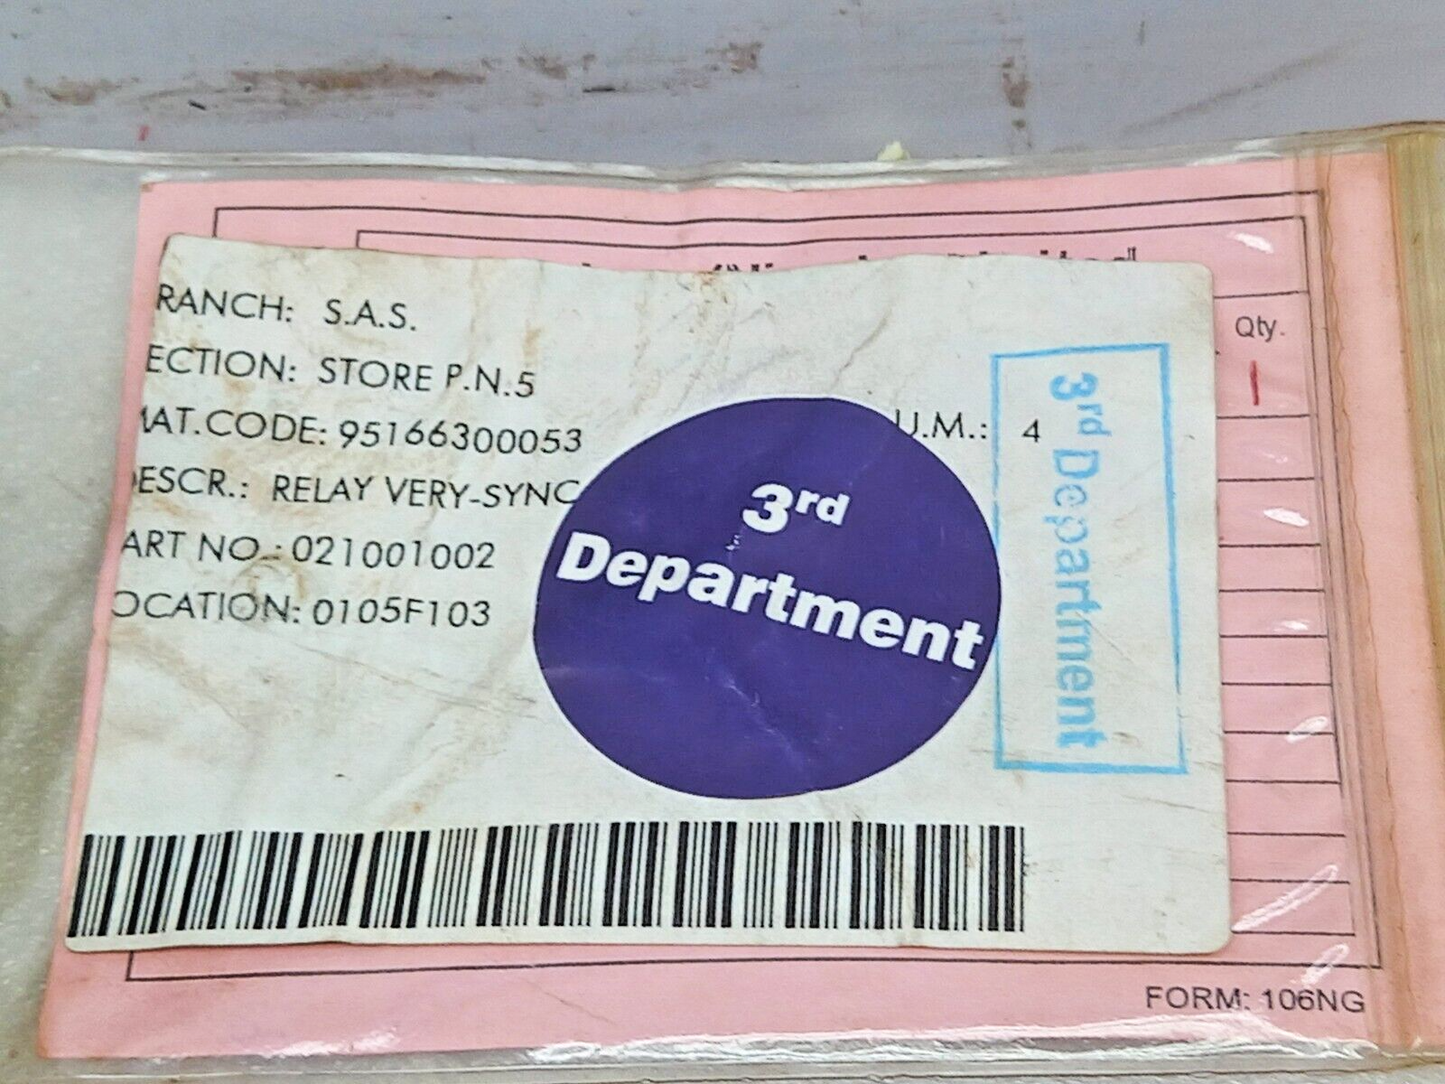 RANCH: S.A.S.
ECTION: STORE P.N.5
MAT.CODE: 95166300053
U.M.: 4
ESCR.: RELAY VERY-SYNC
ART NO.: 021001002
OCATION: 0105F103
3rd
Department
3rd Department
Qty.
1
FORM: 106NG